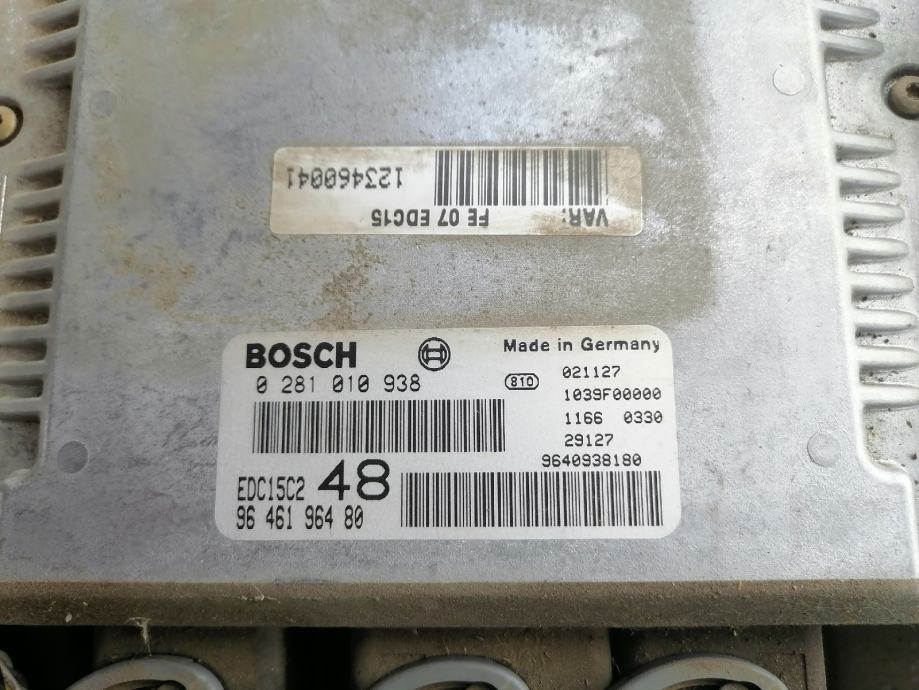 VAR:
FE 07 EDC15
1234460041
BOSCH
Made in Germany
0 281 010 938
810
021127
1039F00000
1166 0330
29127
9640938180
EDC15C2 48
96 461 964 80